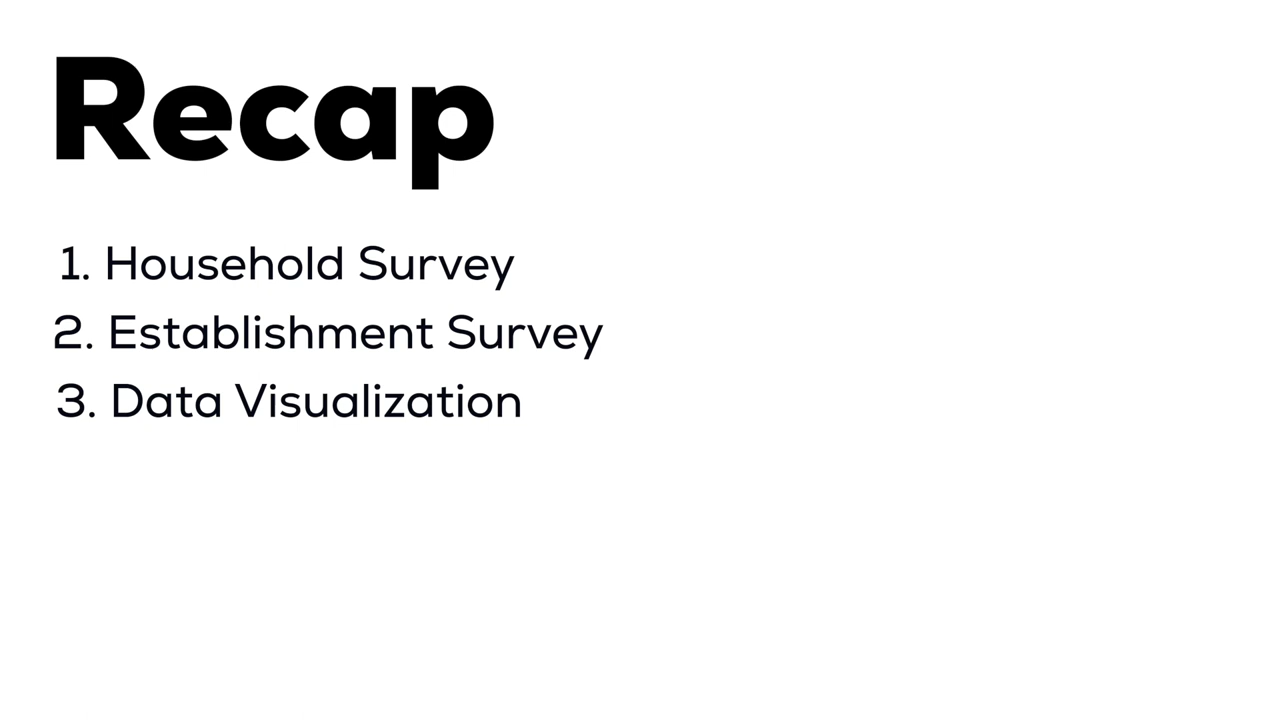 Recap
1. Household Survey
2. Establishment Survey
3. Data Visualization